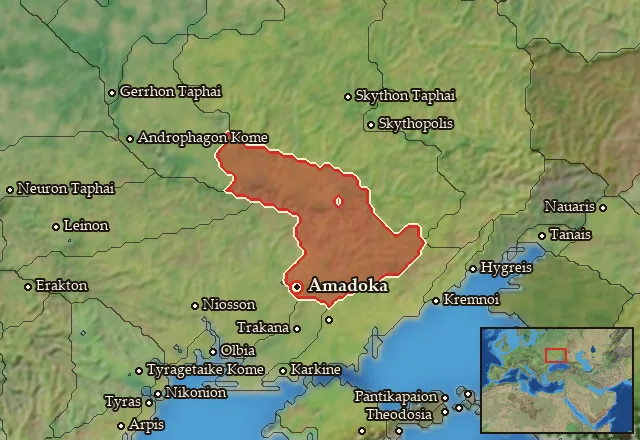 Gerrhon Taphai
Skython Taphai
Skythopolis
Androphagon Kome
Neuron Taphai
Nauaris
Leinon
Tanais
Hygreis
Erakton
Amadoka
Kremnoi
Niosson
Trakana
Olbia
Tyragetaike Kome
Karkine
Nikonion
Pantikapaion
Tyras
Theodosia
Arpis